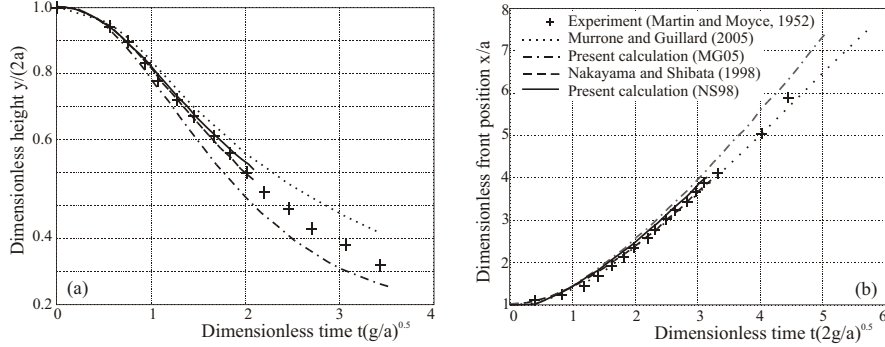 1.0
0.8
0.6
0.4
0.2
Dimensionless height y/(2a)
(a)
0 1 2 3 4
Dimensionless time t(g/a)^0.5
8
7
6
5
4
3
2
1
Dimensionless front position x/a
Experiment (Martin and Moyce, 1952)
Murrone and Guillard (2005)
Present calculation (MG05)
Nakayama and Shibata (1998)
Present calculation (NS98)
(b)
0 1 2 3 4 5 6
Dimensionless time t(2g/a)^0.5